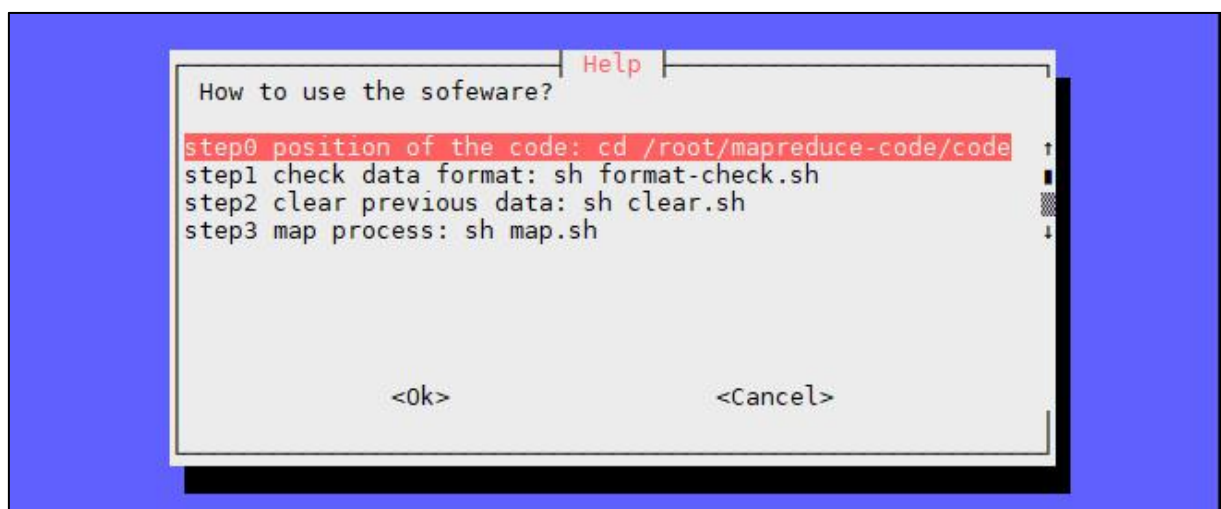 Help
How to use the sofeware?
step0 position of the code: cd /root/mapreduce-code/code
step1 check data format: sh format-check.sh
step2 clear previous data: sh clear.sh
step3 map process: sh map.sh
<Ok> <Cancel>